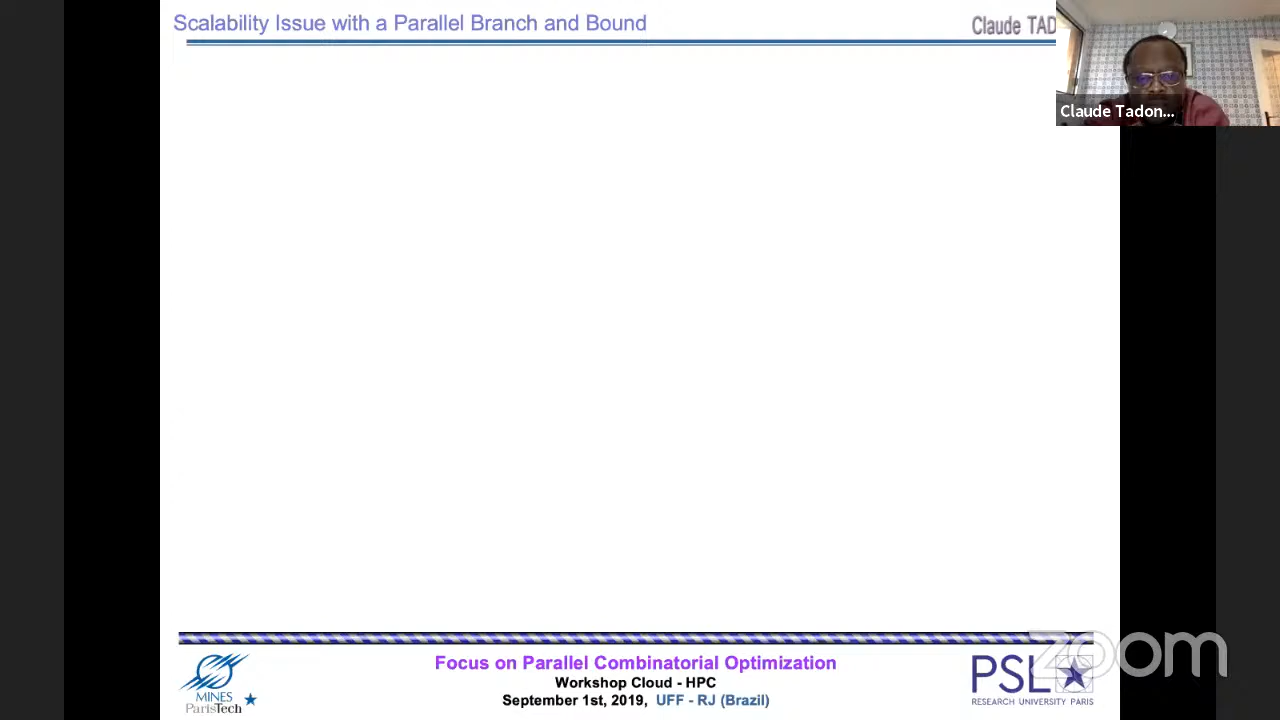 Scalability Issue with a Parallel Branch and Bound
Claude TAD
Claude Tadon...
Focus on Parallel Combinatorial Optimization
Workshop Cloud - HPC
September 1st, 2019, UFF - RJ (Brazil)
MINES
ParisTech
PSL
RESEARCH UNIVERSITY PARIS
zoom